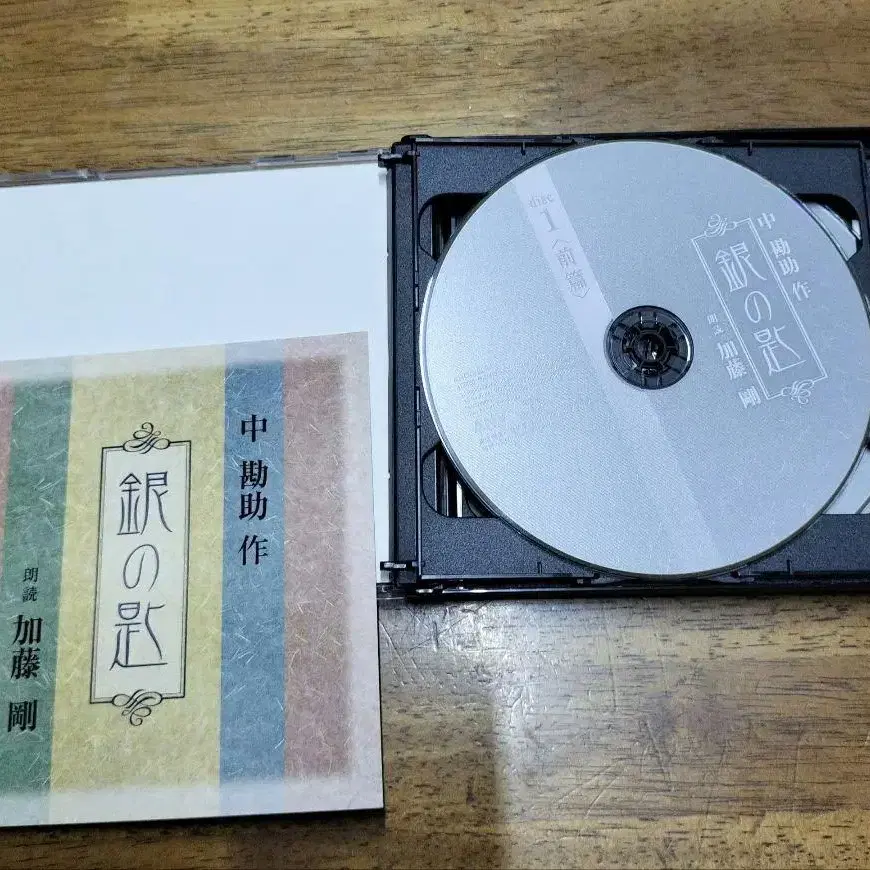 中 勘助 作
銀の匙
朗読 加藤 剛
disc
1
〈前篇〉
中 勘助 作
銀の匙
朗読 加藤 剛